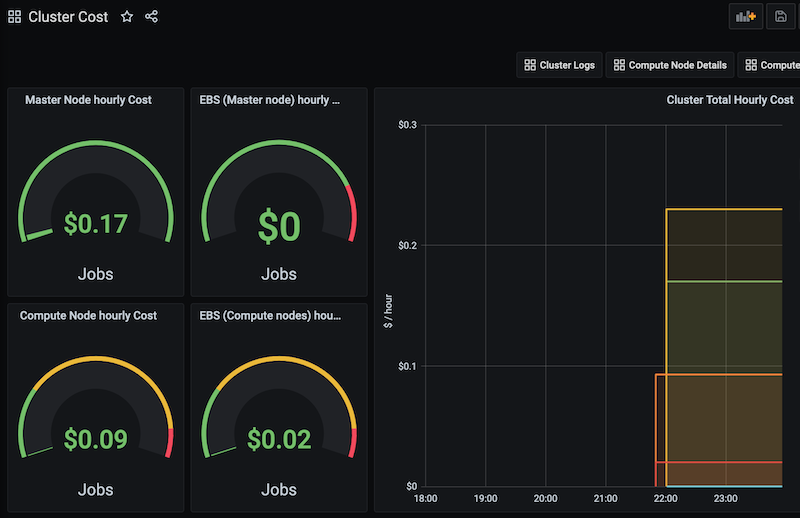 Cluster Cost
Cluster Logs
Compute Node Details
Compute
Master Node hourly Cost
$0.17
Jobs
EBS (Master node) hourly ...
$0
Jobs
Compute Node hourly Cost
$0.09
Jobs
EBS (Compute nodes) hou...
$0.02
Jobs
Cluster Total Hourly Cost
$ / hour
$0.3
$0.2
$0.1
$0
18:00 19:00 20:00 21:00 22:00 23:00